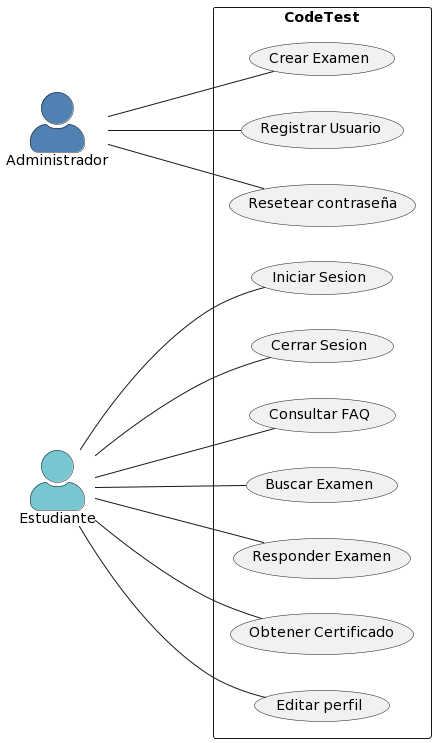 CodeTest
Crear Examen
Registrar Usuario
Administrador
Resetear contraseña
Iniciar Sesion
Cerrar Sesion
Consultar FAQ
Buscar Examen
Estudiante
Responder Examen
Obtener Certificado
Editar perfil